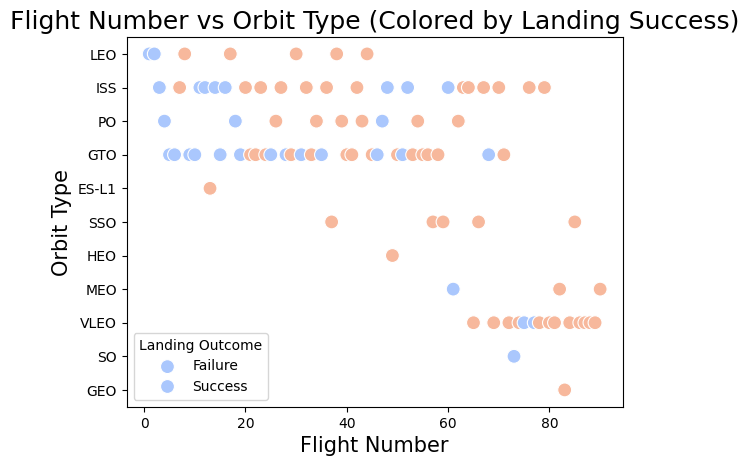 Flight Number vs Orbit Type (Colored by Landing Success)
Orbit Type
LEO
ISS
PO
GTO
ES-L1
SSO
HEO
MEO
VLEO
SO
GEO
Landing Outcome
Failure
Success
0 20 40 60 80
Flight Number